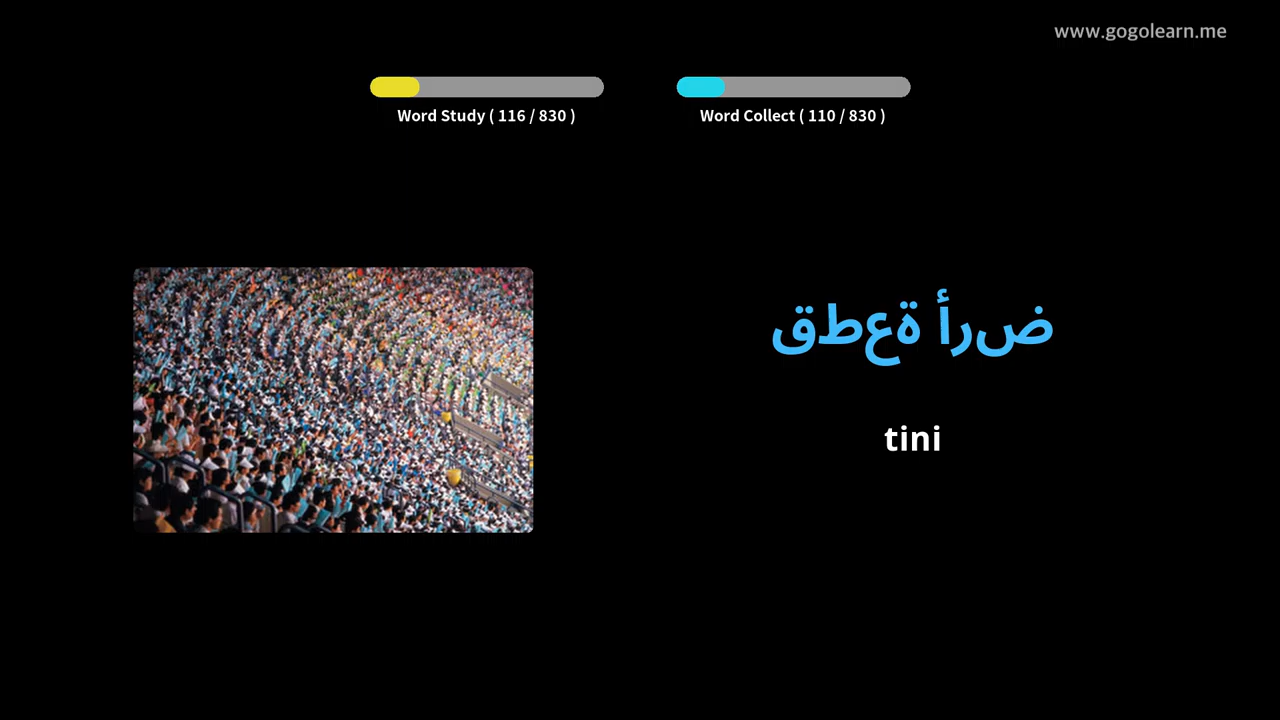 www.gogolearn.me
Word Study ( 116 / 830 )
Word Collect ( 110 / 830 )
قطعة أرض
tini